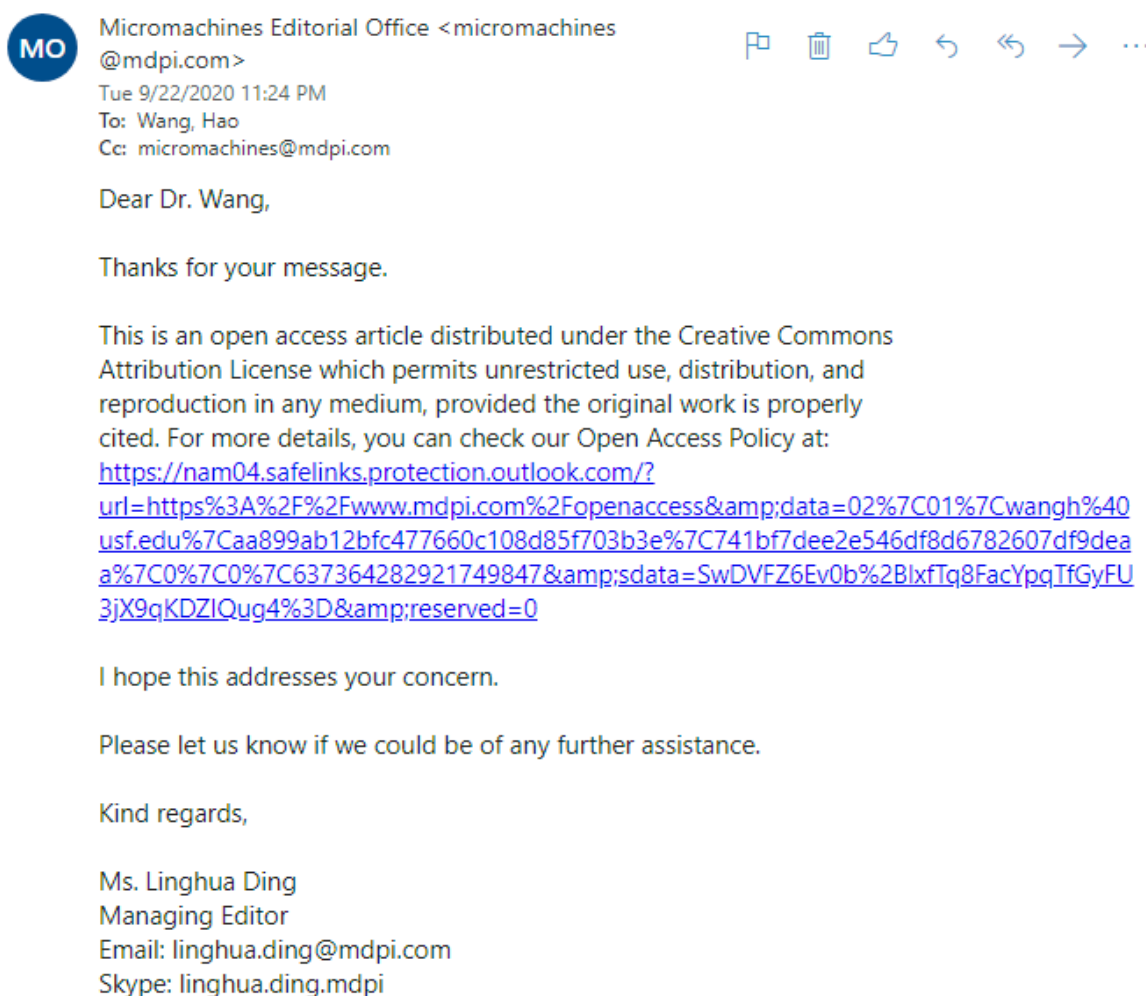 MO
Micromachines Editorial Office <micromachines
@mdpi.com>
Tue 9/22/2020 11:24 PM
To: Wang, Hao
Cc: micromachines@mdpi.com
Dear Dr. Wang,
Thanks for your message.
This is an open access article distributed under the Creative Commons
Attribution License which permits unrestricted use, distribution, and
reproduction in any medium, provided the original work is properly
cited. For more details, you can check our Open Access Policy at:
https://nam04.safelinks.protection.outlook.com/?
url=https%3A%2F%2Fwww.mdpi.com%2Fopenaccess&amp;data=02%7C01%7Cwangh%40
usf.edu%7Caa899ab12bfc477660c108d85f703b3e%7C741bf7dee2e546df8d6782607df9dea
a%7C0%7C0%7C637364282921749847&amp;sdata=SwDVFZ6Ev0b%2BlxfTq8FacYpqTfGyFU
3jX9qKDZIQug4%3D&amp;reserved=0
I hope this addresses your concern.
Please let us know if we could be of any further assistance.
Kind regards,
Ms. Linghua Ding
Managing Editor
Email: linghua.ding@mdpi.com
Skype: linghua.ding.mdpi